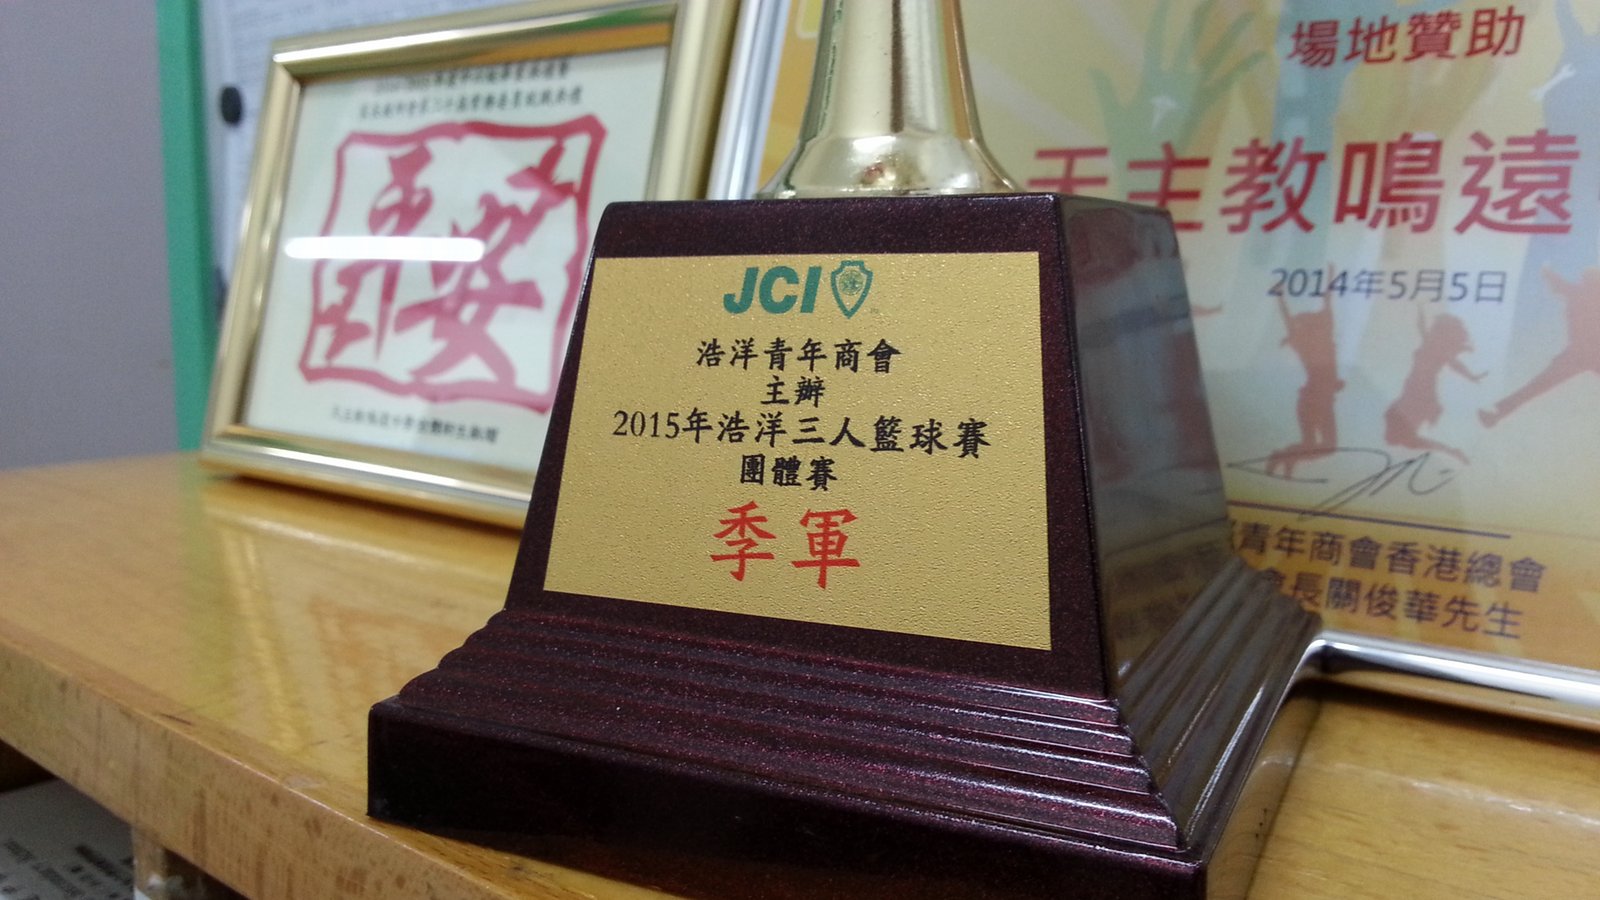 JCI
浩洋青年商會
主辦
2015年浩洋三人籃球賽
團體賽
季軍
平安
場地贊助
天主教鳴遠
2014年5月5日
青年商會香港總會
會長關俊華先生